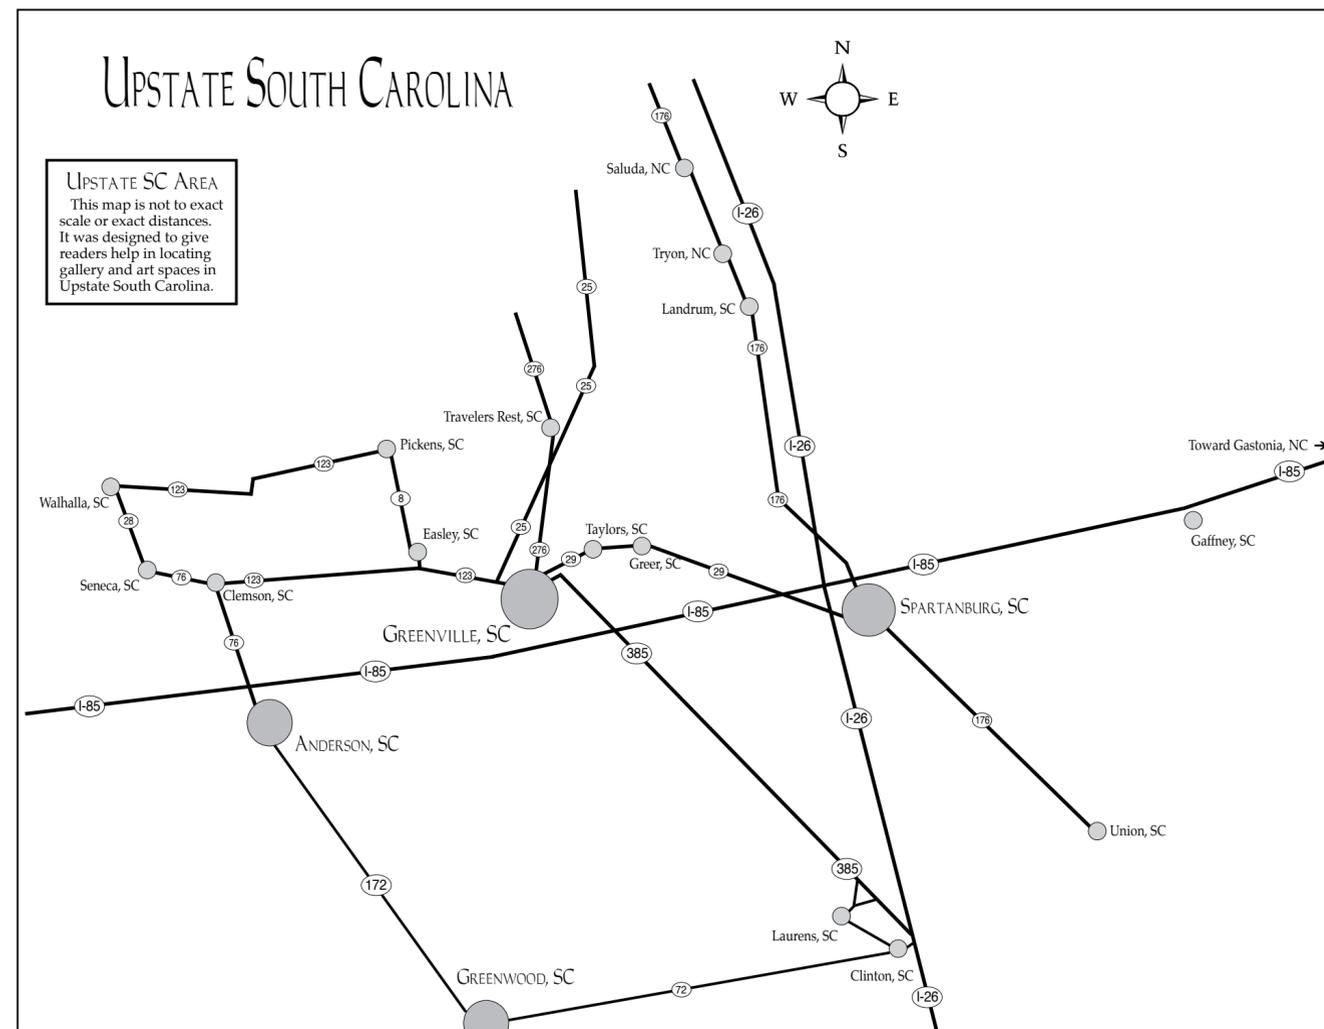 UPSTATE SOUTH CAROLINA
N
W
E
S
UPSTATE SC AREA
This map is not to exact
scale or exact distances.
It was designed to give
readers help in locating
gallery and art spaces in
Upstate South Carolina.
176
Saluda, NC
I-26
Tryon, NC
25
Landrum, SC
176
276
25
Travelers Rest, SC
Pickens, SC
I-26
Toward Gastonia, NC
123
I-85
Walhalla, SC
123
8
176
28
25
Gaffney, SC
Easley, SC
Taylors, SC
276
29
Greer, SC
29
I-85
Seneca, SC
76
123
123
Clemson, SC
I-85
SPARTANBURG, SC
GREENVILLE, SC
76
385
I-85
I-85
I-26
176
ANDERSON, SC
Union, SC
385
172
Laurens, SC
GREENWOOD, SC
Clinton, SC
72
I-26